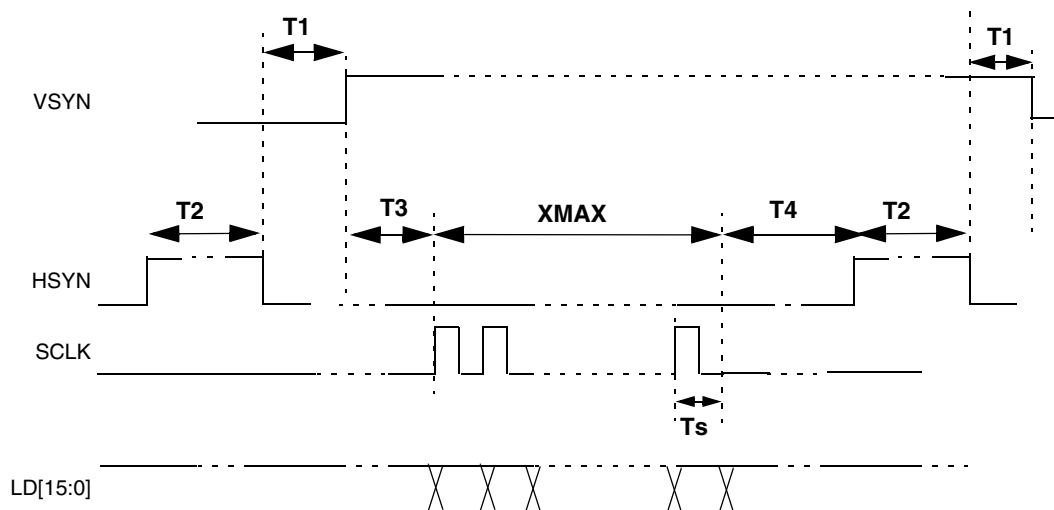 T1
T1
VSYN
T2
T3
XMAX
T4
T2
HSYN
SCLK
Ts
LD[15:0]